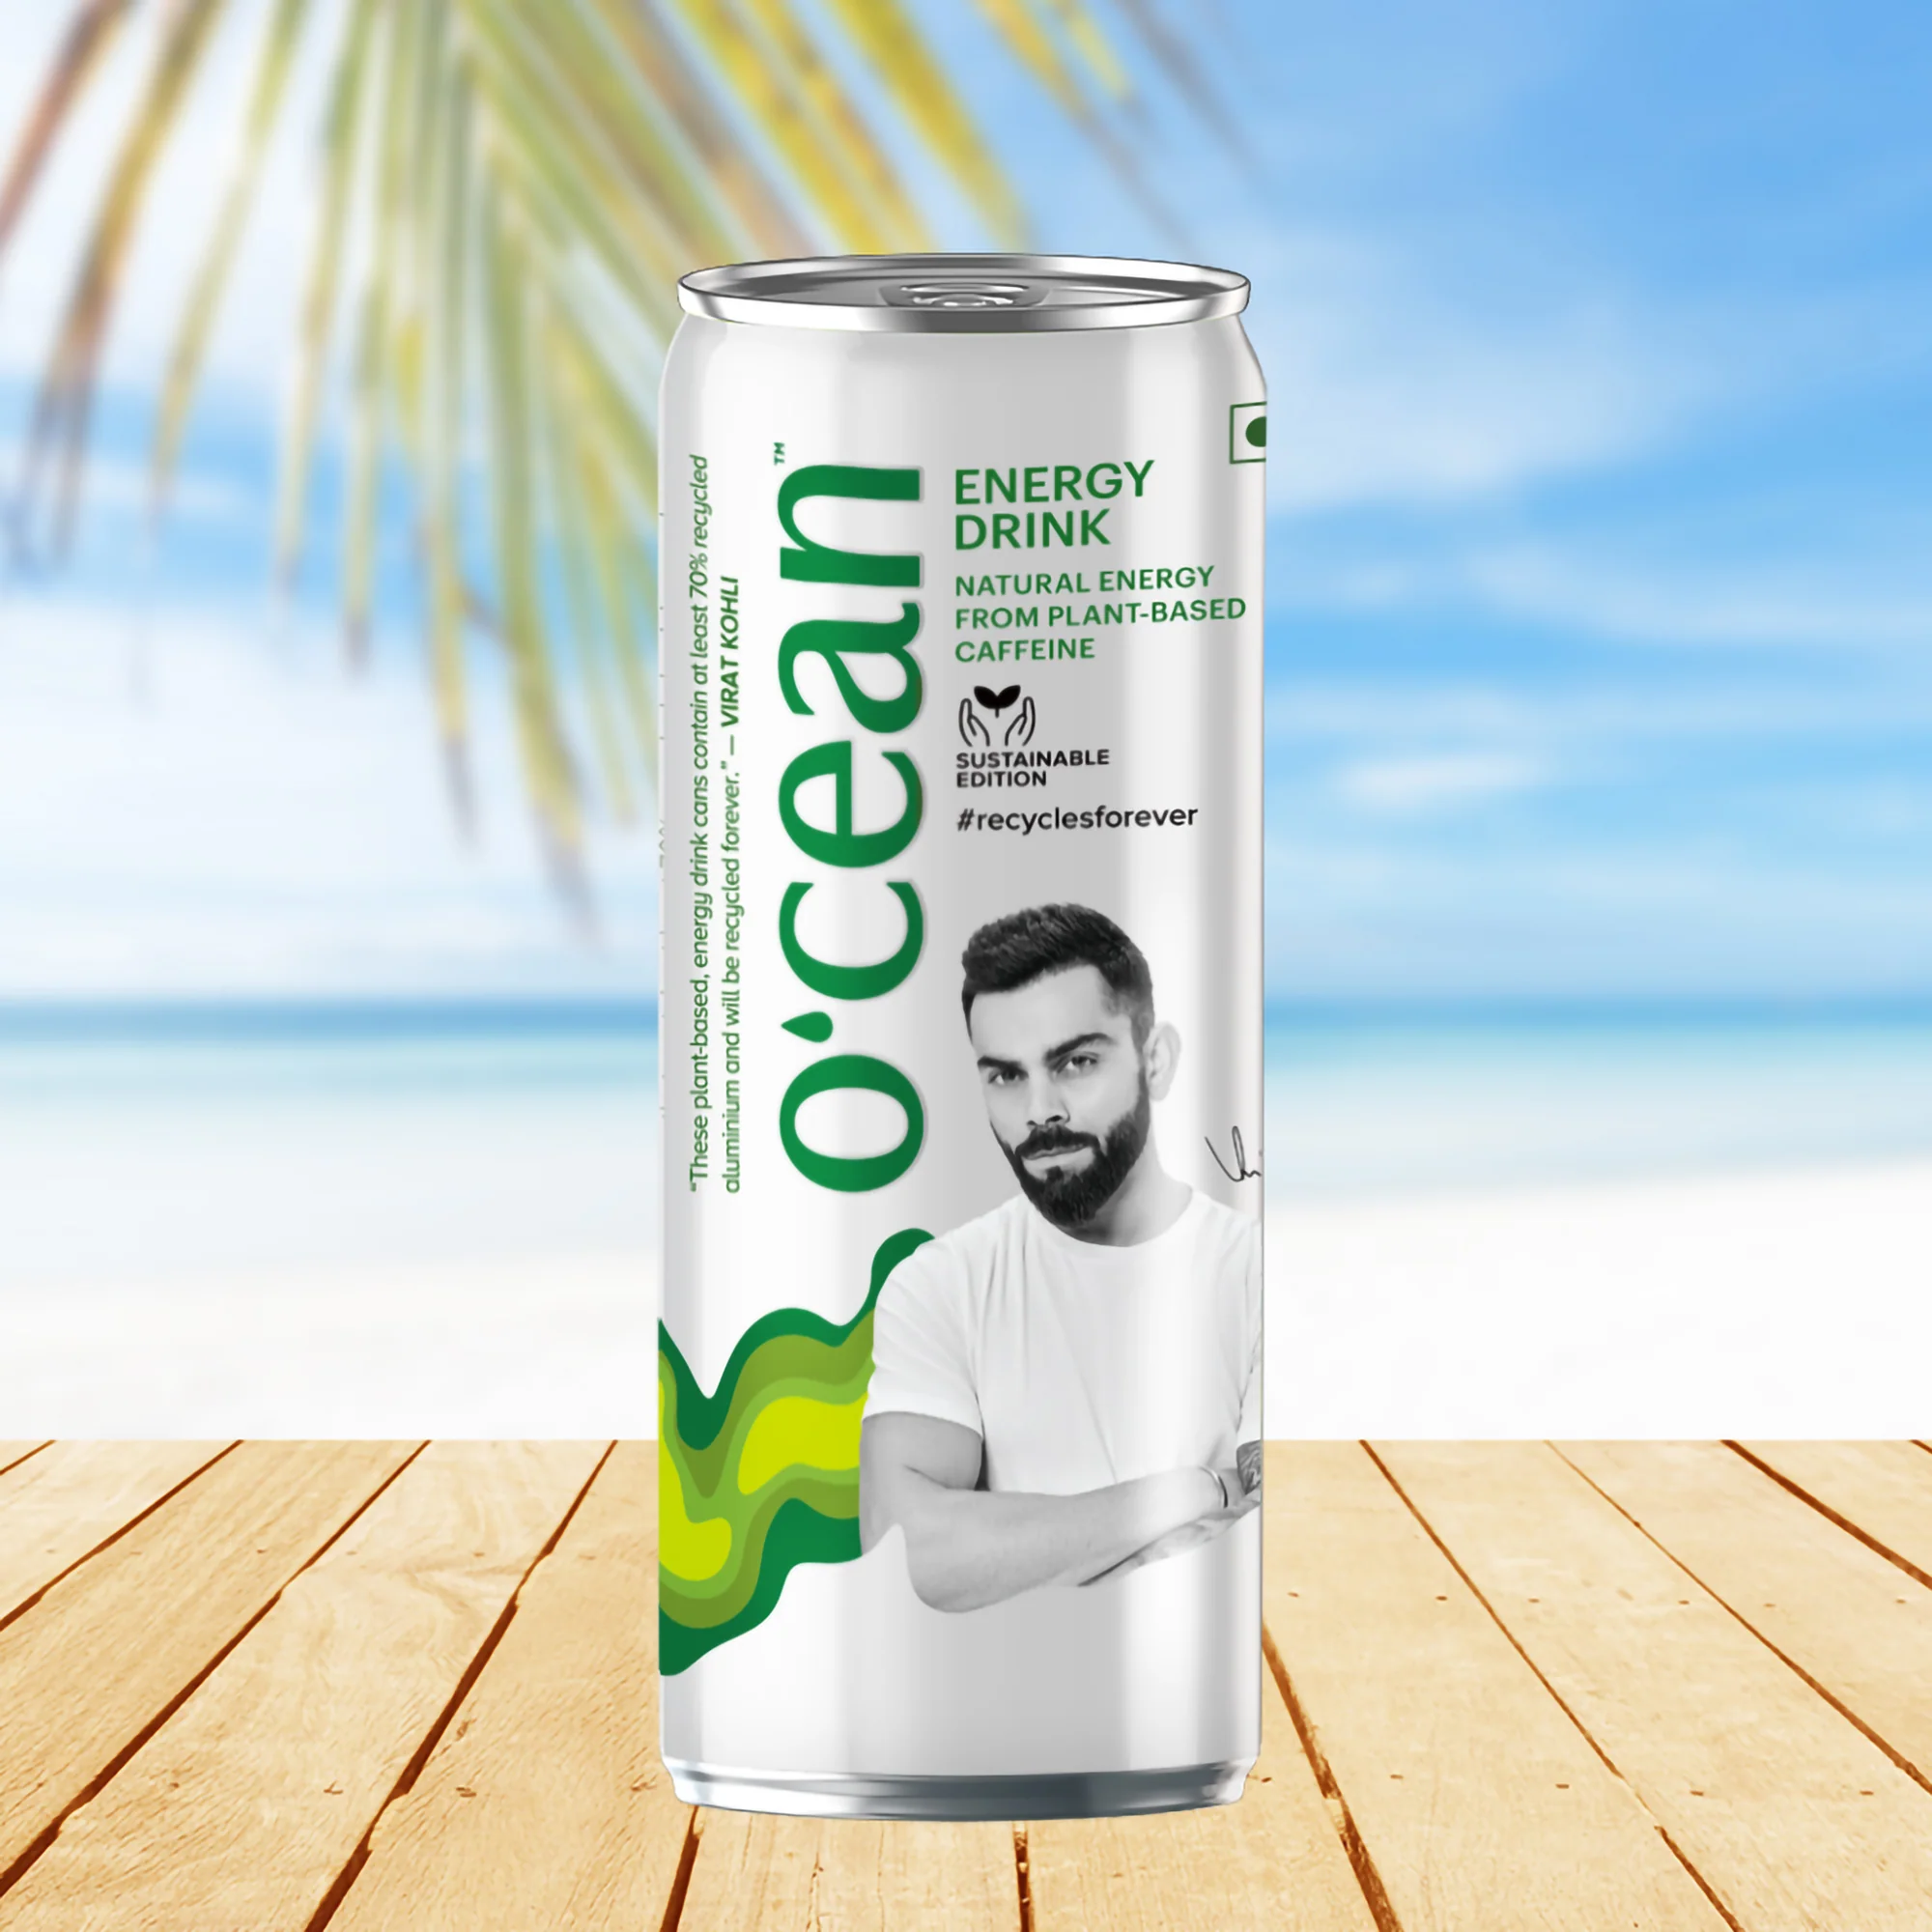 “These plant-based, energy drink cans contain at least 70% recycled
aluminium and will be recycled forever.” — VIRAT KOHLI
o'cean™
ENERGY
DRINK
NATURAL ENERGY
FROM PLANT-BASED
CAFFEINE
SUSTAINABLE
EDITION
#recyclesforever